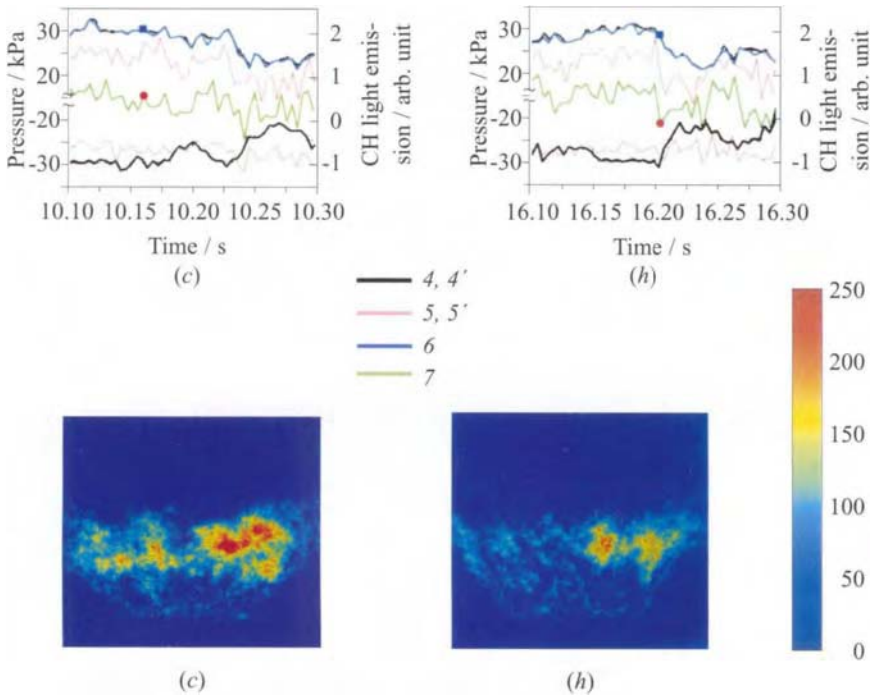 30
20
-20
-30
Pressure / kPa
2
1
0
-1
CH light emis-
sion / arb. unit
10.10 10.15 10.20 10.25 10.30
Time / s
(c)
30
20
-20
-30
Pressure / kPa
2
1
0
-1
CH light emis-
sion / arb. unit
16.10 16.15 16.20 16.25 16.30
Time / s
(h)
4, 4′
5, 5′
6
7
250
200
150
100
50
0
(c)
(h)